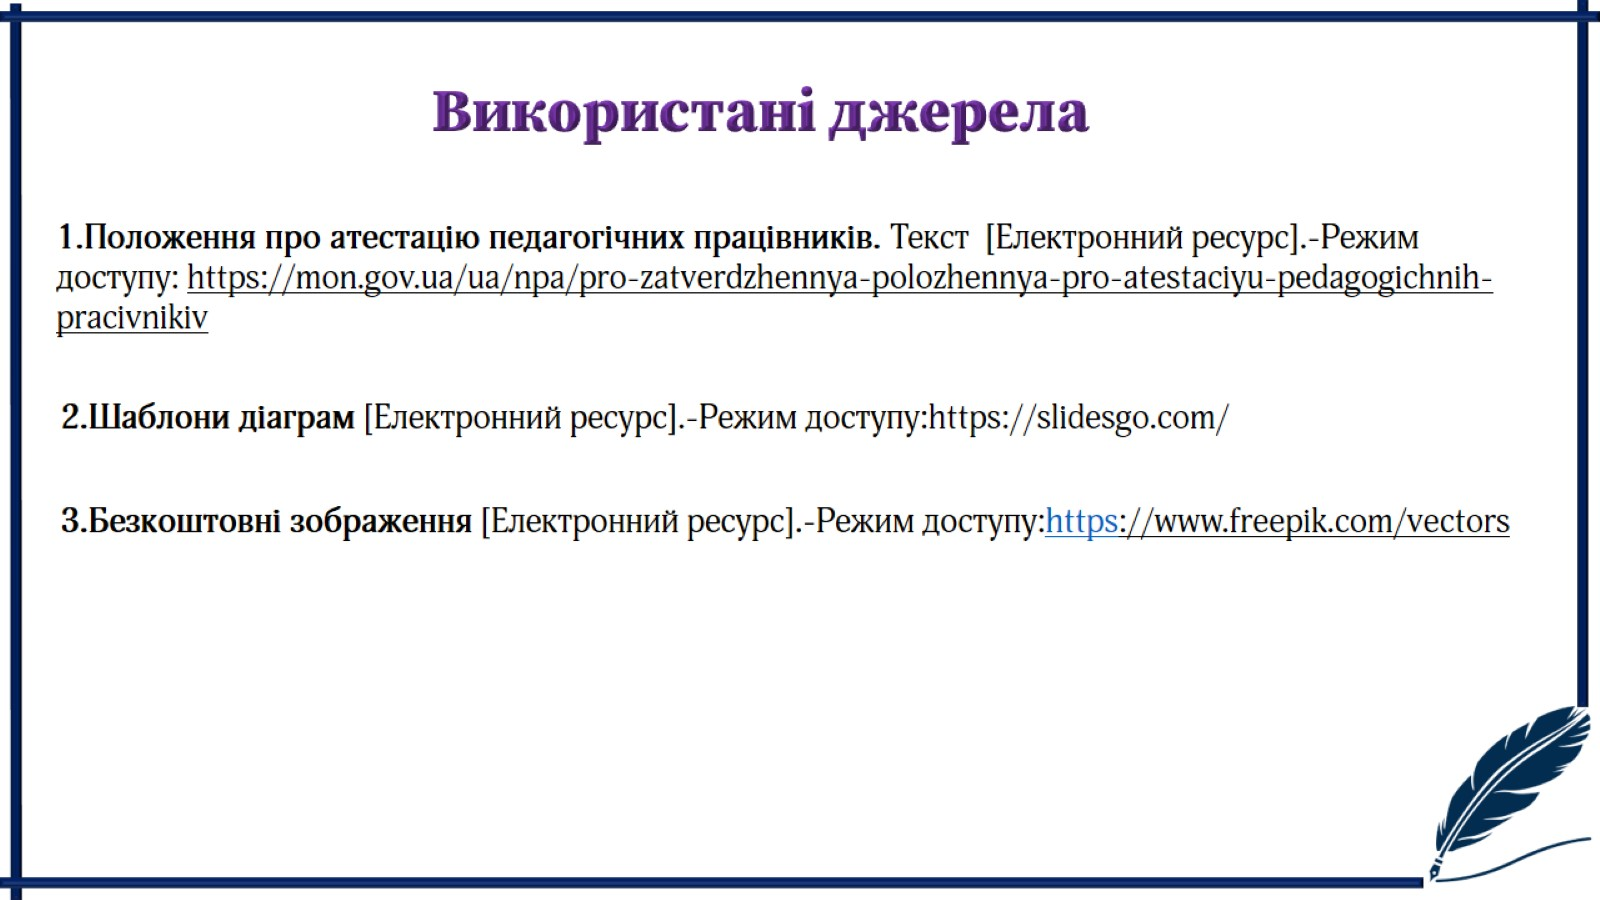 Використані джерела
1.Положення про атестацію педагогічних працівників. Текст  [Електронний ресурс].-Режим
доступу: https://mon.gov.ua/ua/npa/pro-zatverdzhennya-polozhennya-pro-atestaciyu-pedagogichnih-
pracivnikiv
2.Шаблони діаграм [Електронний ресурс].-Режим доступу:https://slidesgo.com/
3.Безкоштовні зображення [Електронний ресурс].-Режим доступу:https://www.freepik.com/vectors